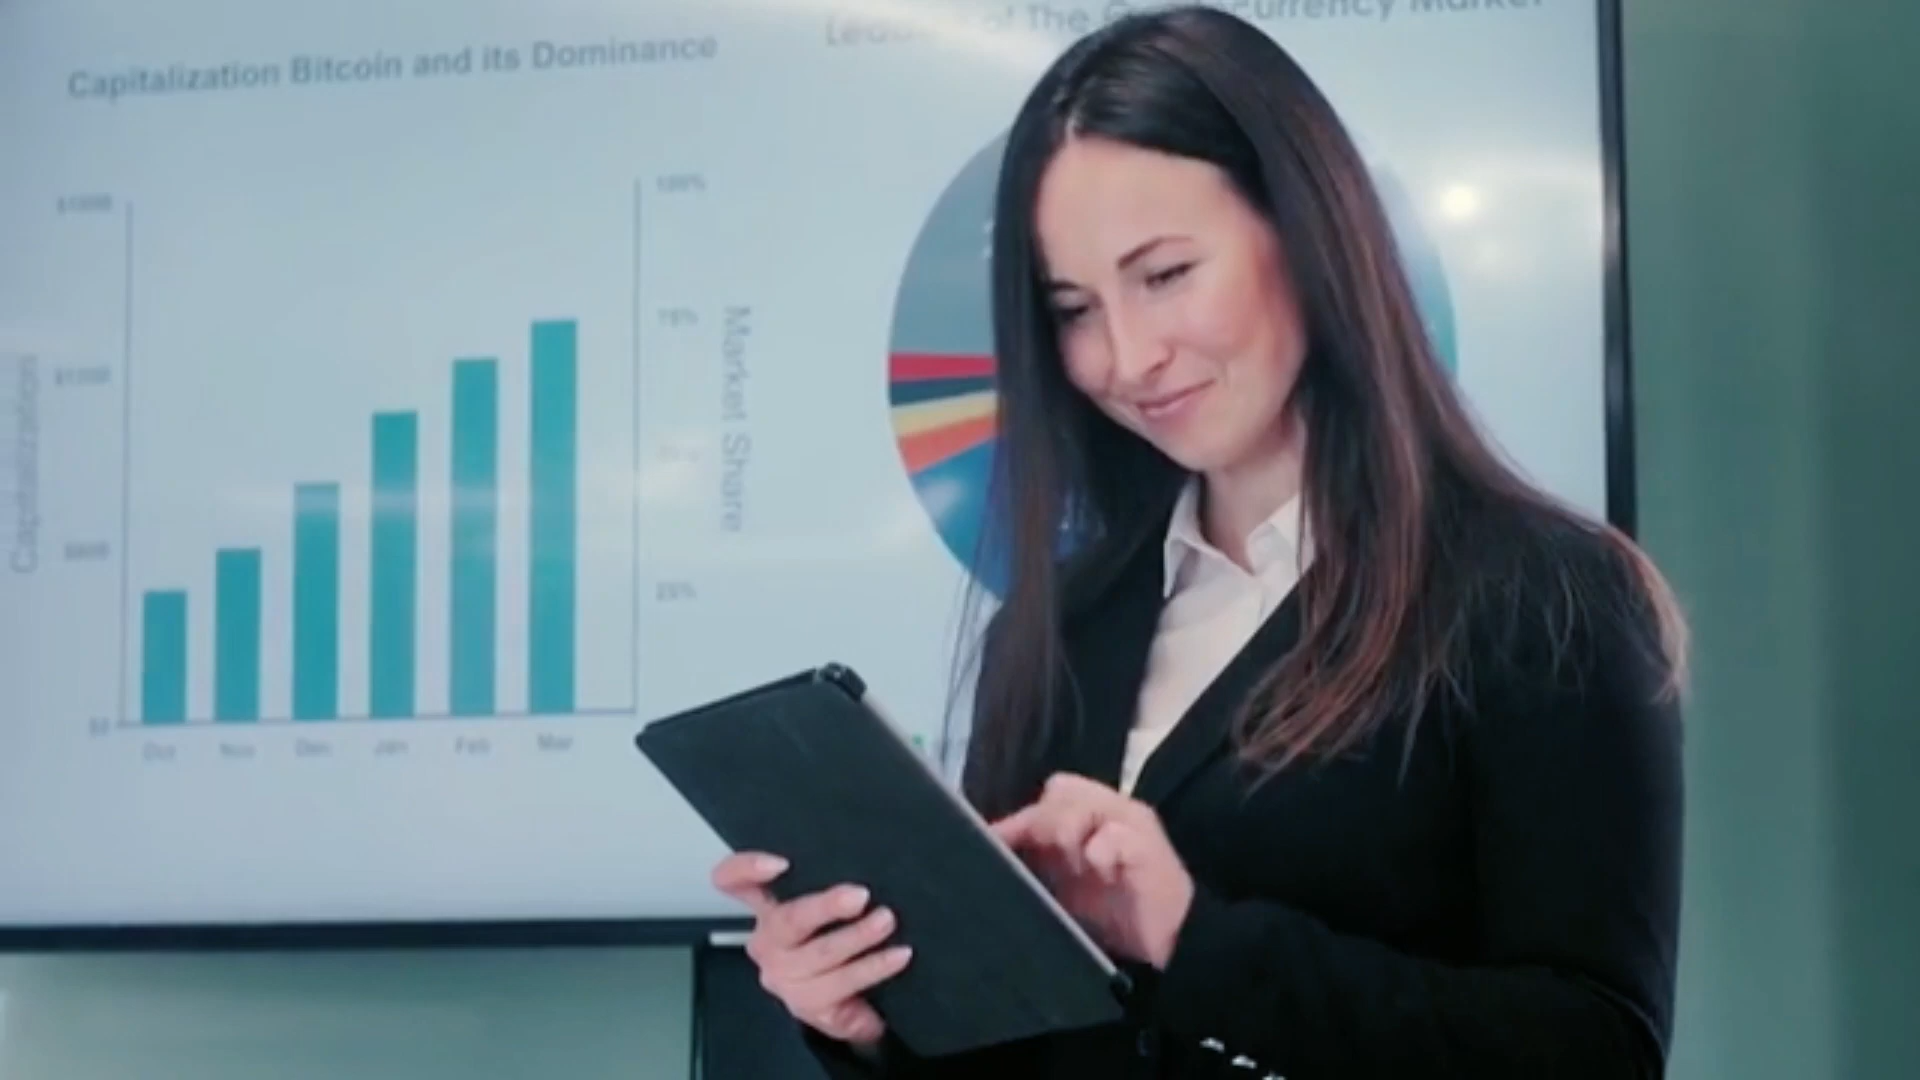 Capitalization Bitcoin and its Dominance
of The Cryptocurrency Market
100%
75%
Market Share
Capitalization
25%
$0
Oct Nov Dec Jan Feb Mar